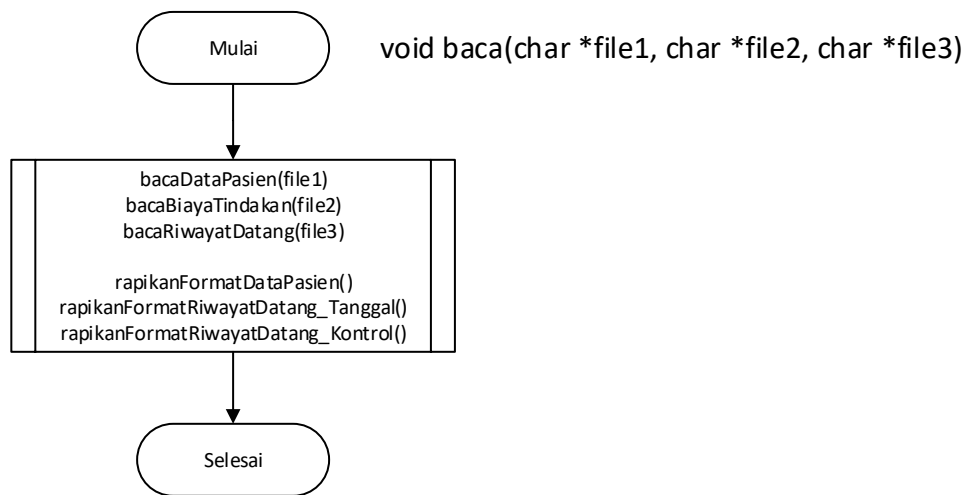 Mulai
void baca(char *file1, char *file2, char *file3)
bacaDataPasien(file1)
bacaBiayaTindakan(file2)
bacaRiwayatDatang(file3)
rapikanFormatDataPasien()
rapikanFormatRiwayatDatang_Tanggal()
rapikanFormatRiwayatDatang_Kontrol()
Selesai